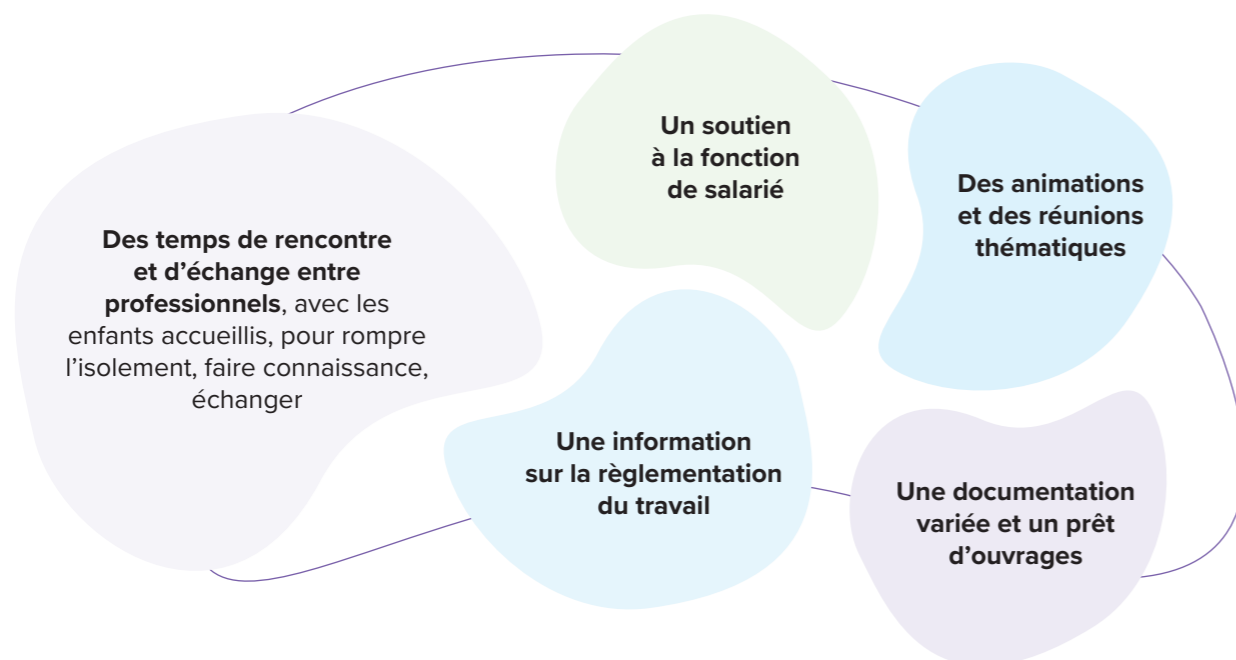 Un soutien
à la fonction
de salarié
Des animations
et des réunions
thématiques
Des temps de rencontre
et d’échange entre
professionnels, avec les
enfants accueillis, pour rompre
l’isolement, faire connaissance,
échanger
Une information
sur la règlementation
du travail
Une documentation
variée et un prêt
d’ouvrages